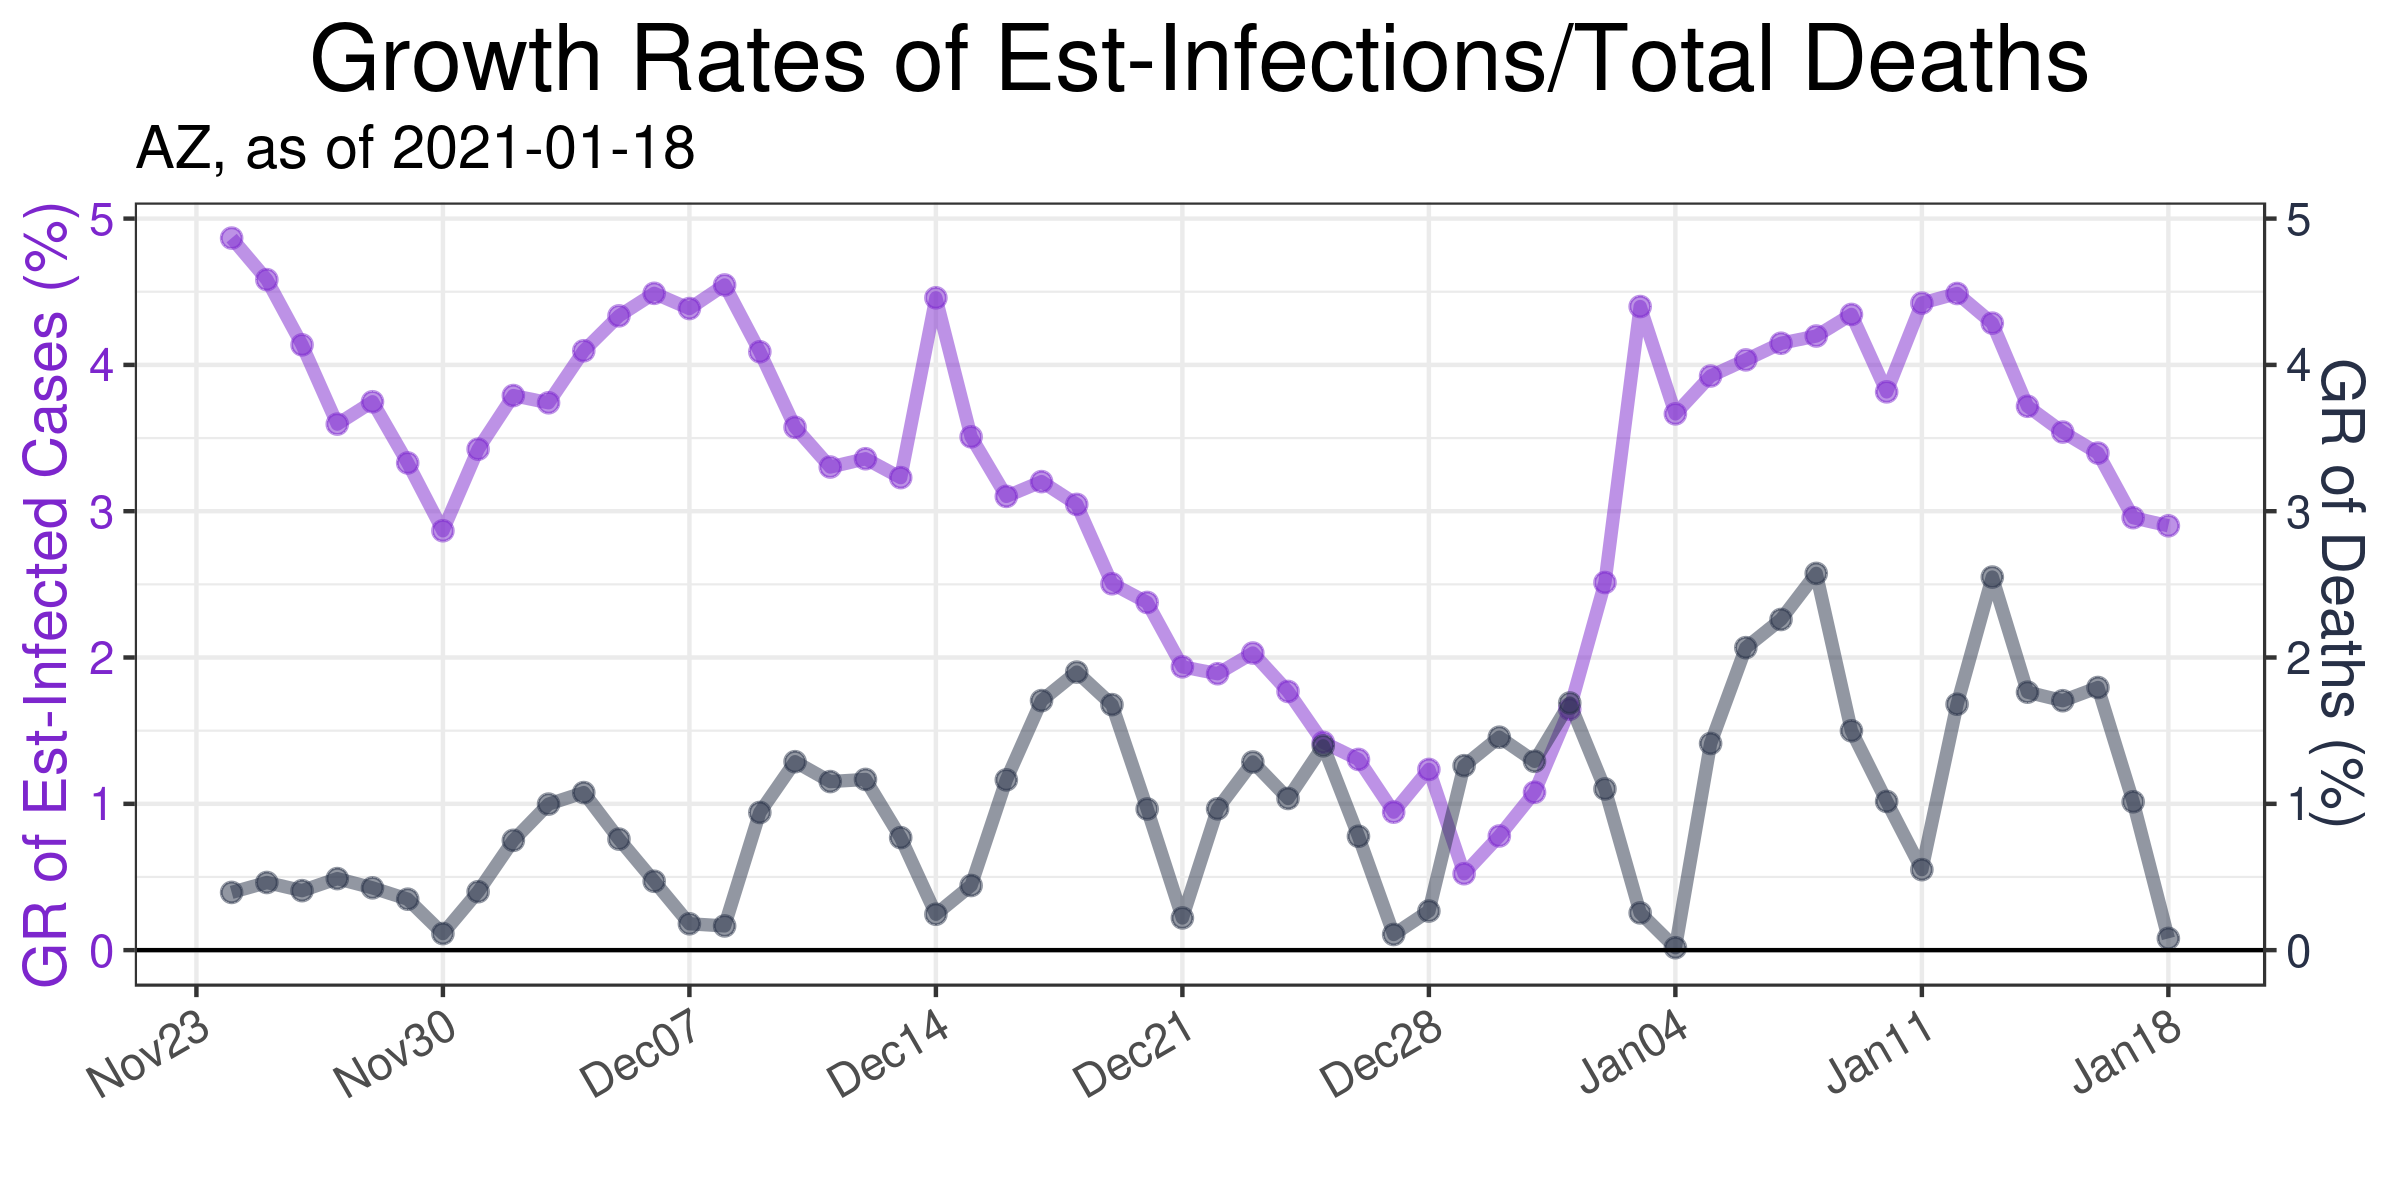 Growth Rates of Est-Infections/Total Deaths
AZ, as of 2021-01-18
GR of Est-Infected Cases (%)
5
4
3
2
1
0
5
4
3
2
1
0
GR of Deaths (%)
Nov23
Nov30
Dec07
Dec14
Dec21
Dec28
Jan04
Jan11
Jan18